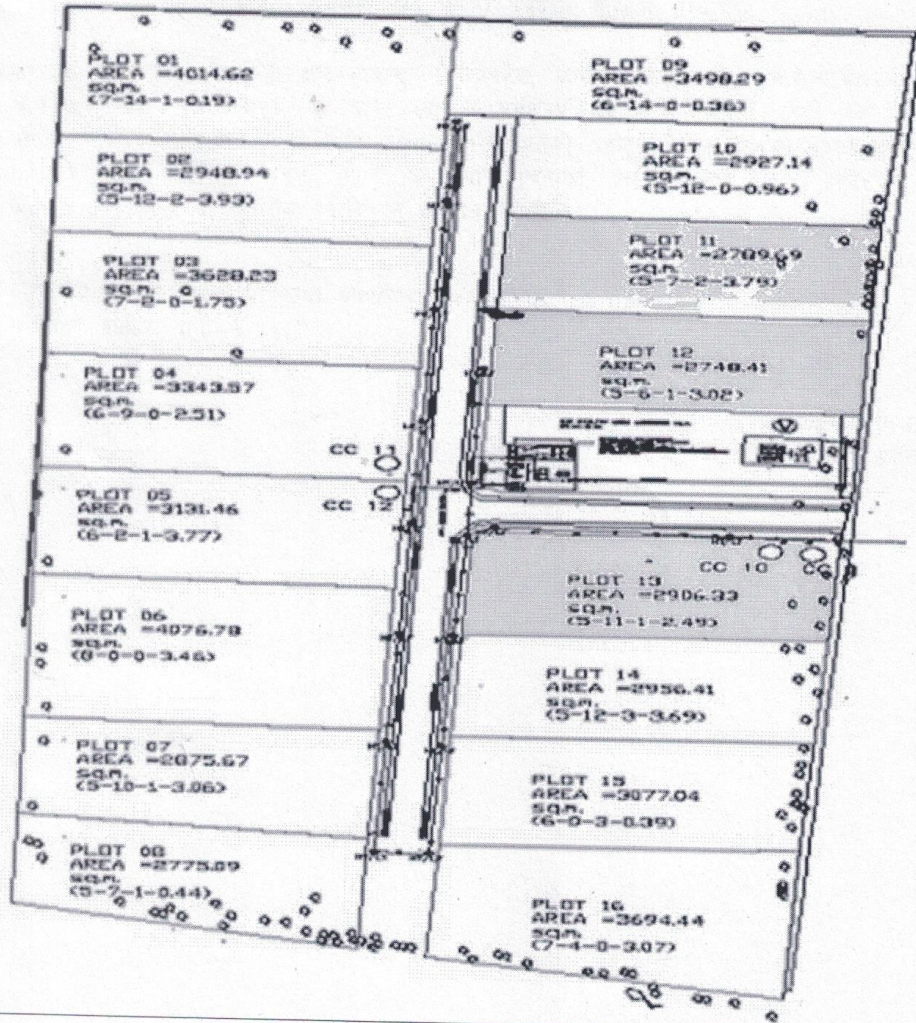 PLOT 01
AREA =4014.62
sq.m.
(7-14-1-0.19)
PLOT 02
AREA =2948.94
sq.m.
(5-12-2-3.93)
PLOT 03
AREA =3628.23
sq.m.
(7-2-0-1.75)
PLOT 04
AREA =3343.57
sq.m.
(6-9-0-2.51)
CC 11
PLOT 05
AREA =3131.46
sq.m.
(6-2-1-3.77)
CC 12
PLOT 06
AREA =4076.78
sq.m.
(8-0-0-3.46)
PLOT 07
AREA =2875.67
sq.m.
(5-10-1-3.06)
PLOT 08
AREA =2775.09
sq.m.
(5-7-1-0.44)
PLOT 09
AREA =3498.29
sq.m.
(6-14-0-0.36)
PLOT 10
AREA =2927.14
sq.m.
(5-12-0-0.96)
PLOT 11
AREA =2789.69
sq.m.
(5-7-2-3.79)
PLOT 12
AREA =2748.41
sq.m.
(5-6-1-3.02)
CC 10
PLOT 13
AREA =2906.33
sq.m.
(5-11-1-2.49)
PLOT 14
AREA =2956.41
sq.m.
(5-12-3-3.69)
PLOT 15
AREA =3077.04
sq.m.
(6-0-3-0.39)
PLOT 16
AREA =3694.44
sq.m.
(7-4-0-3.07)